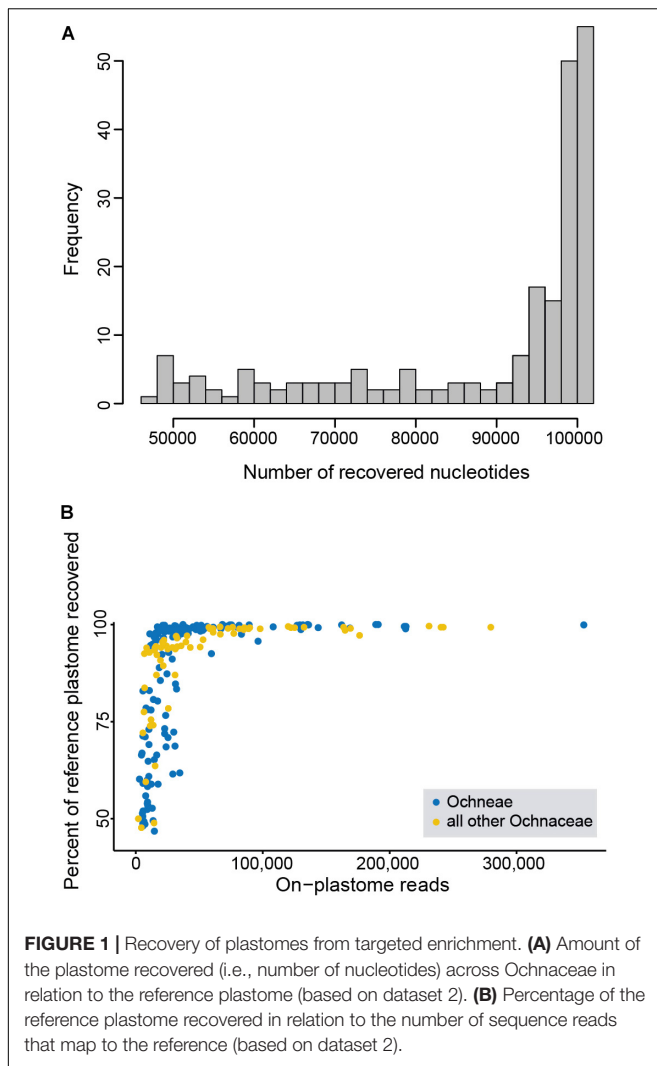 A
Frequency
50
40
30
20
10
0
50000 60000 70000 80000 90000 100000
Number of recovered nucleotides
B
Percent of reference plastome recovered
100
75
50
Ochneae
all other Ochnaceae
0 100,000 200,000 300,000
On−plastome reads
FIGURE 1 | Recovery of plastomes from targeted enrichment. (A) Amount of
the plastome recovered (i.e., number of nucleotides) across Ochnaceae in
relation to the reference plastome (based on dataset 2). (B) Percentage of the
reference plastome recovered in relation to the number of sequence reads
that map to the reference (based on dataset 2).